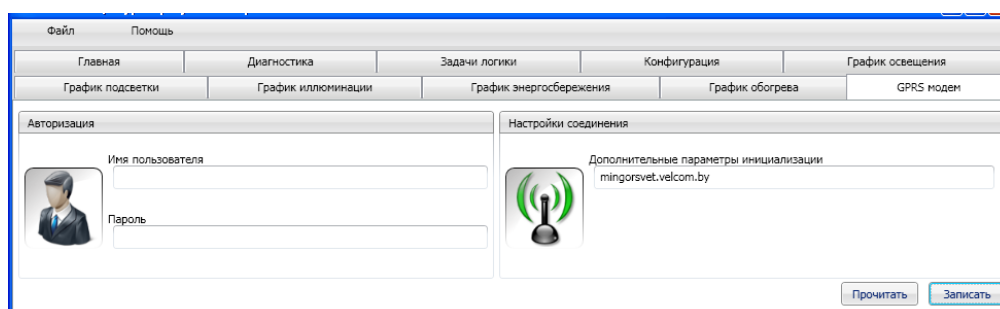 Файл Помощь
Главная Диагностика Задачи логики Конфигурация График освещения
График подсветки График иллюминации График энергосбережения График обогрева GPRS модем
Авторизация Настройки соединения
Имя пользователя Дополнительные параметры инициализации
mingorsvet.velcom.by
Пароль
Прочитать Записать